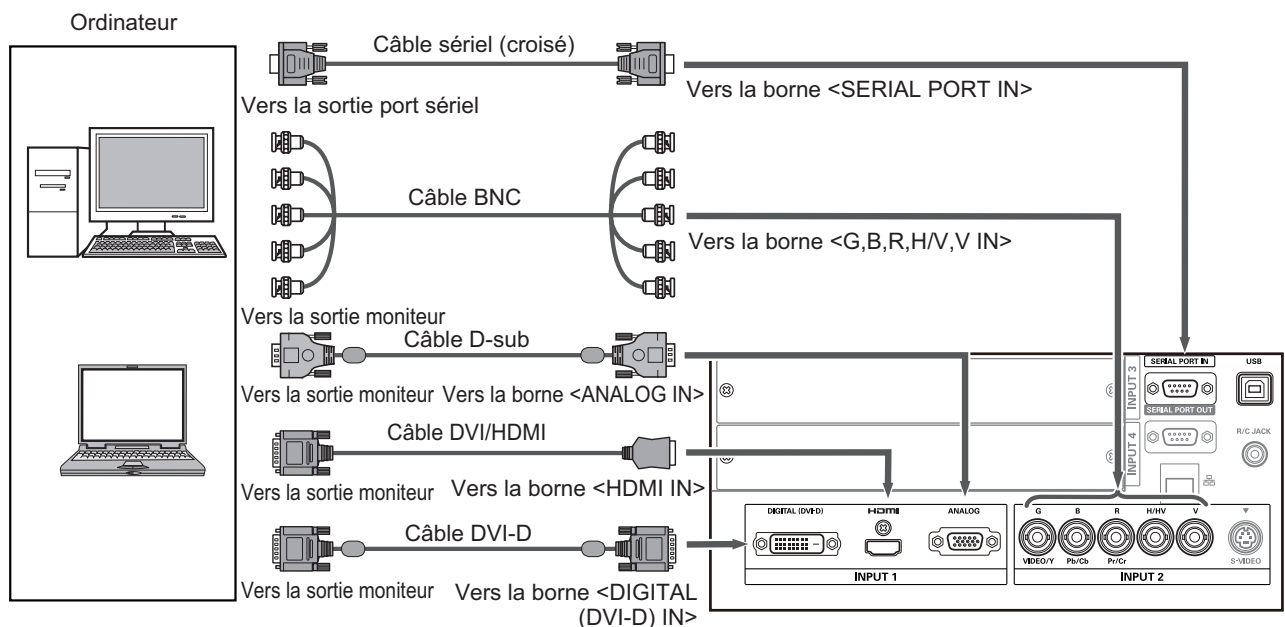 Ordinateur
Câble sériel (croisé)
Vers la sortie port sériel
Vers la borne <SERIAL PORT IN>
Câble BNC
Vers la borne <G,B,R,H/V,V IN>
Vers la sortie moniteur
Câble D-sub
Vers la sortie moniteur
Vers la borne <ANALOG IN>
Câble DVI/HDMI
Vers la sortie moniteur
Vers la borne <HDMI IN>
Câble DVI-D
Vers la sortie moniteur
Vers la borne <DIGITAL
(DVI-D) IN>
INPUT 3
SERIAL PORT IN
USB
SERIAL PORT OUT
INPUT 4
R/C JACK
DIGITAL (DVI-D)
HDMI
ANALOG
INPUT 1
G
B
R
H/HV
V
VIDEO/Y
Pb/Cb
Pr/Cr
S-VIDEO
INPUT 2